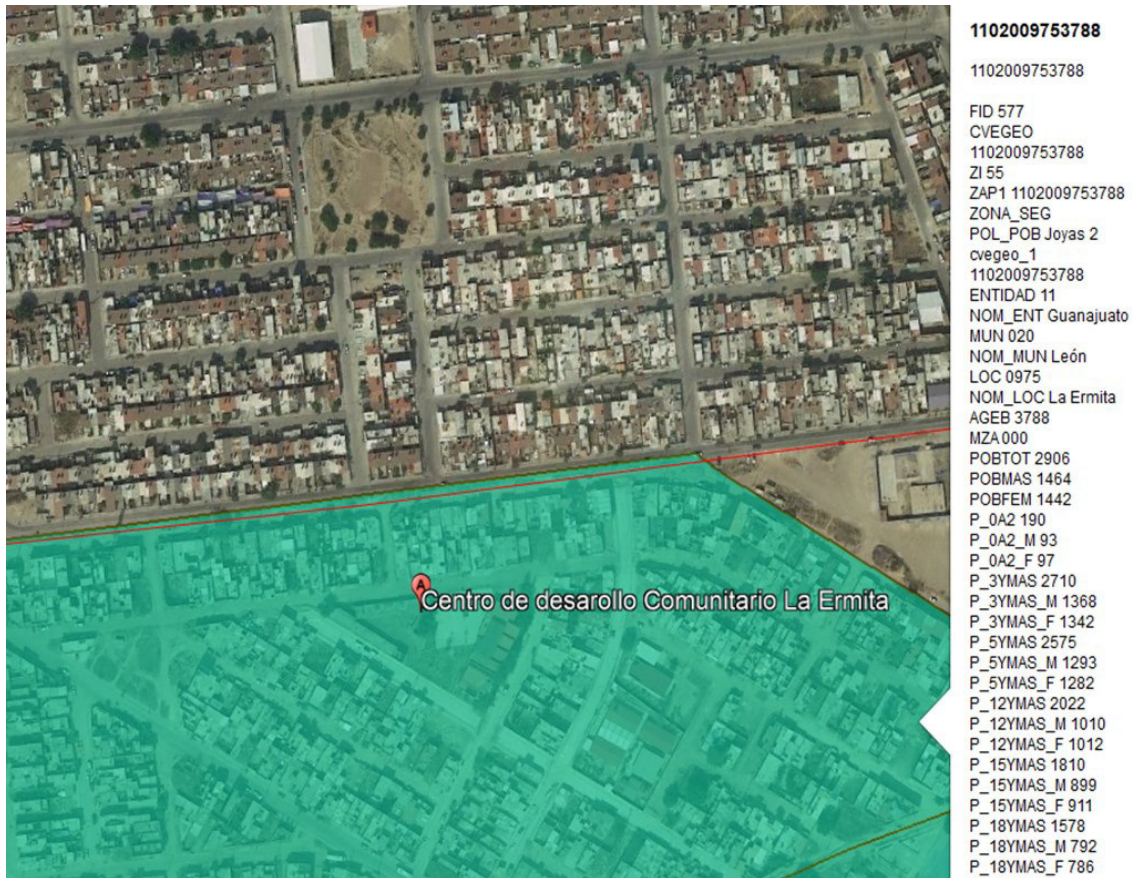 1102009753788
1102009753788
FID 577
CVEGEO
1102009753788
ZI 55
ZAP1 1102009753788
ZONA_SEG
POL_POB Joyas 2
cvegeo_1
1102009753788
ENTIDAD 11
NOM_ENT Guanajuato
MUN 020
NOM_MUN León
LOC 0975
NOM_LOC La Ermita
AGEB 3788
MZA 000
POBTOT 2906
POBMAS 1464
POBFEM 1442
P_0A2 190
P_0A2_M 93
P_0A2_F 97
P_3YMAS 2710
P_3YMAS_M 1368
P_3YMAS_F 1342
P_5YMAS 2575
P_5YMAS_M 1293
P_5YMAS_F 1282
P_12YMAS 2022
P_12YMAS_M 1010
P_12YMAS_F 1012
P_15YMAS 1810
P_15YMAS_M 899
P_15YMAS_F 911
P_18YMAS 1578
P_18YMAS_M 792
P_18YMAS_F 786
A
Centro de desarollo Comunitario La Ermita